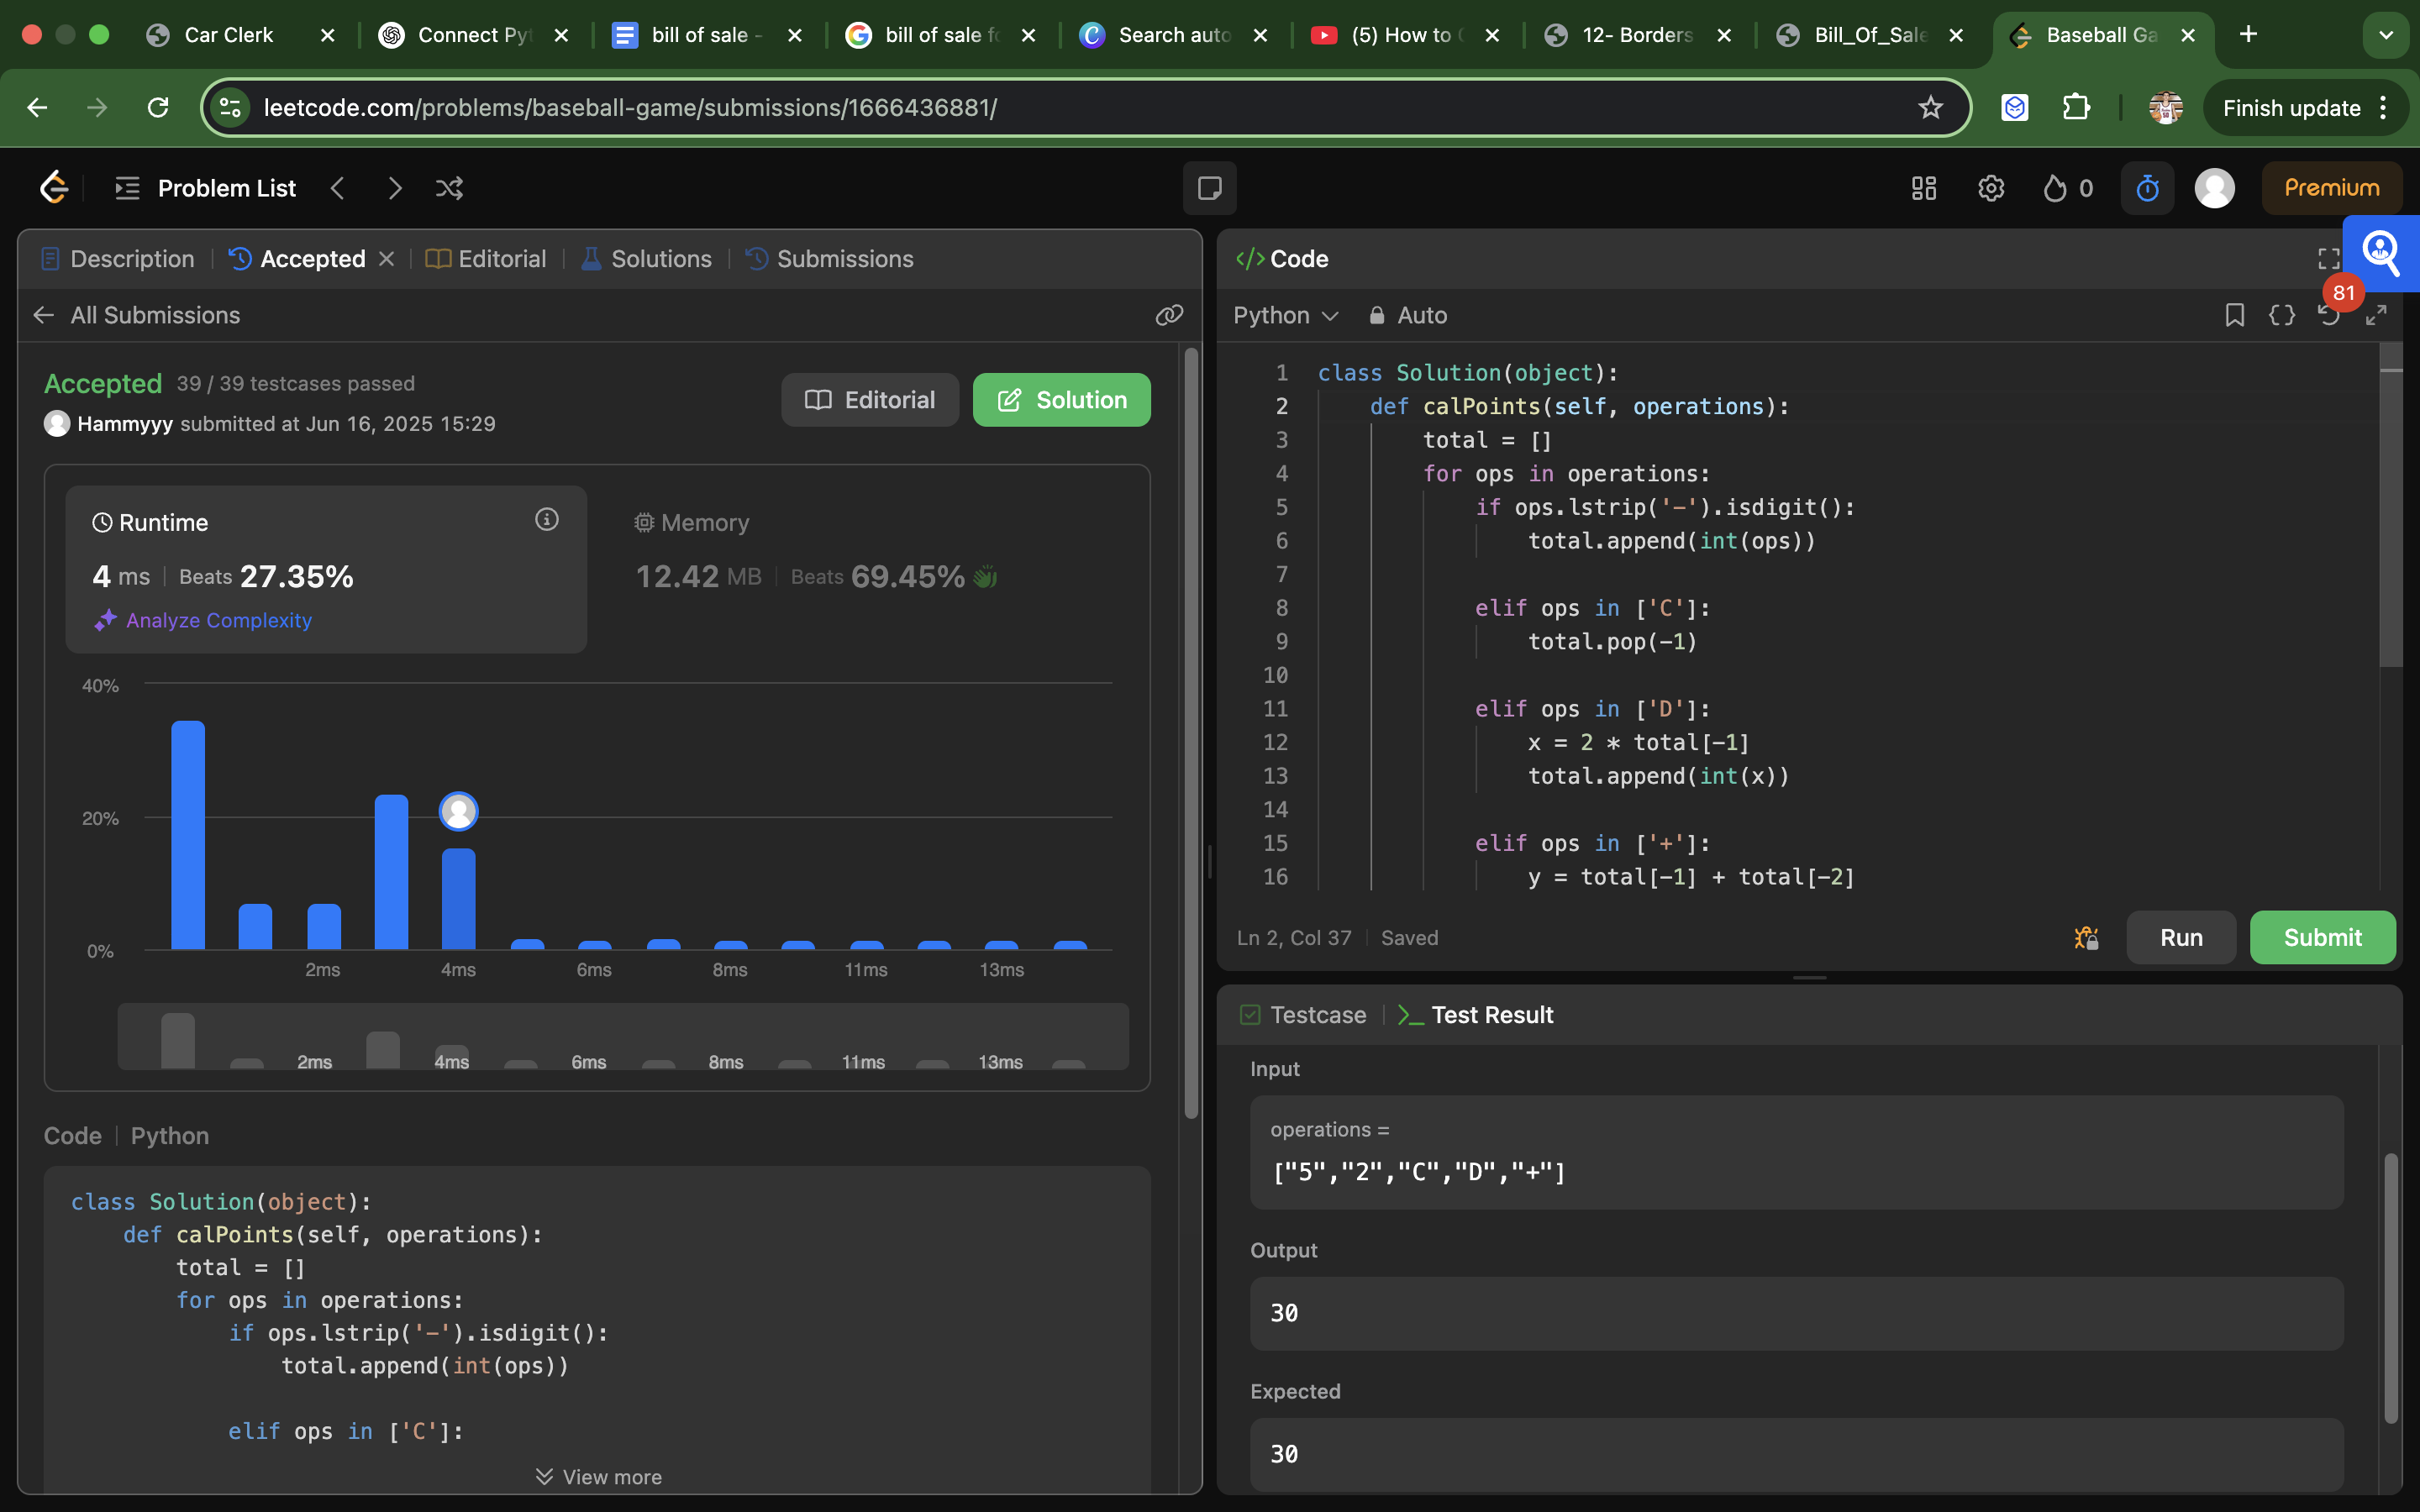 Car Clerk
Connect Py
bill of sale -
bill of sale fo
Search auto
(5) How to
12- Borders
Bill_Of_Sale
Baseball Ga
leetcode.com/problems/baseball-game/submissions/1666436881/
Finish update
Problem List
0
Premium
Description
Accepted
Editorial
Solutions
Submissions
All Submissions
Accepted 39 / 39 testcases passed
Hammyyy submitted at Jun 16, 2025 15:29
Editorial
Solution
Runtime
4 ms | Beats 27.35%
Analyze Complexity
Memory
12.42 MB | Beats 69.45%
40%
20%
0%
2ms 4ms 6ms 8ms 11ms 13ms
2ms 4ms 6ms 8ms 11ms 13ms
Code | Python
class Solution(object):
    def calPoints(self, operations):
        total = []
        for ops in operations:
            if ops.lstrip('-').isdigit():
                total.append(int(ops))
            elif ops in ['C']:
View more
</> Code
81
Python
Auto
1 class Solution(object):
2     def calPoints(self, operations):
3         total = []
4         for ops in operations:
5             if ops.lstrip('-').isdigit():
6                 total.append(int(ops))
7
8             elif ops in ['C']:
9                 total.pop(-1)
10
11             elif ops in ['D']:
12                 x = 2 * total[-1]
13                 total.append(int(x))
14
15             elif ops in ['+']:
16                 y = total[-1] + total[-2]
Ln 2, Col 37 | Saved
Run
Submit
Testcase
Test Result
Input
operations =
["5","2","C","D","+"]
Output
30
Expected
30